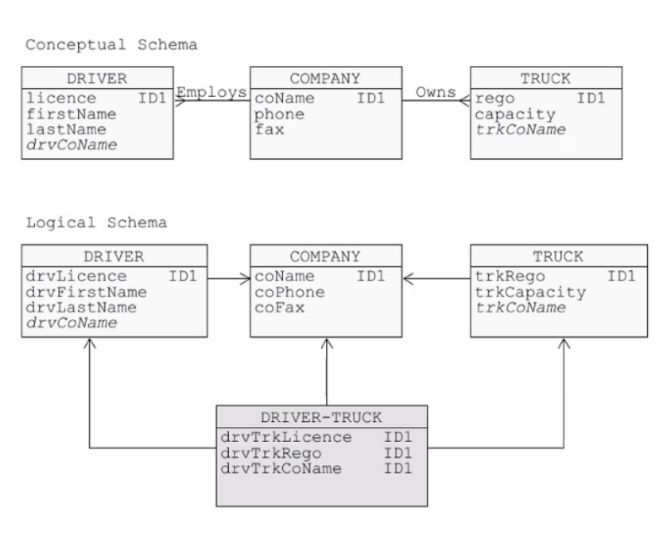 Conceptual Schema
DRIVER
licence ID1
firstName
lastName
drvCoName
Employs
COMPANY
coName ID1
phone
fax
Owns
TRUCK
rego ID1
capacity
trkCoName
Logical Schema
DRIVER
drvLicence ID1
drvFirstName
drvLastName
drvCoName
COMPANY
coName ID1
coPhone
coFax
TRUCK
trkRego ID1
trkCapacity
trkCoName
DRIVER-TRUCK
drvTrkLicence ID1
drvTrkRego ID1
drvTrkCoName ID1